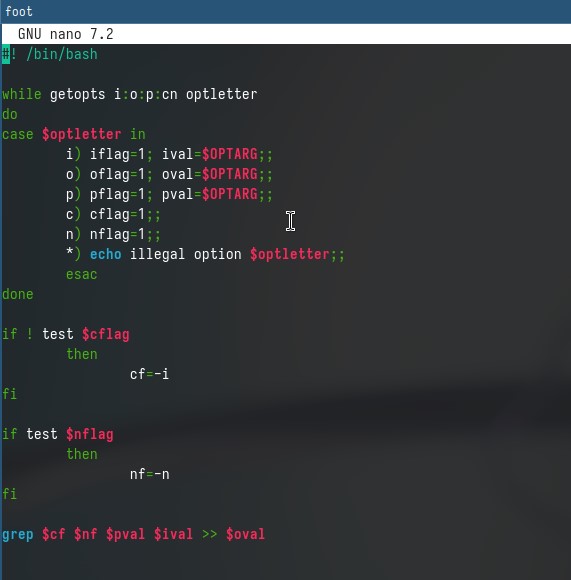 foot
GNU nano 7.2
#! /bin/bash
while getopts i:o:p:cn optletter
do
case $optletter in
i) iflag=1; ival=$OPTARG;;
o) oflag=1; oval=$OPTARG;;
p) pflag=1; pval=$OPTARG;;
c) cflag=1;;
n) nflag=1;;
*) echo illegal option $optletter;;
esac
done
if ! test $cflag
then
cf=-i
fi
if test $nflag
then
nf=-n
fi
grep $cf $nf $pval $ival >> $oval